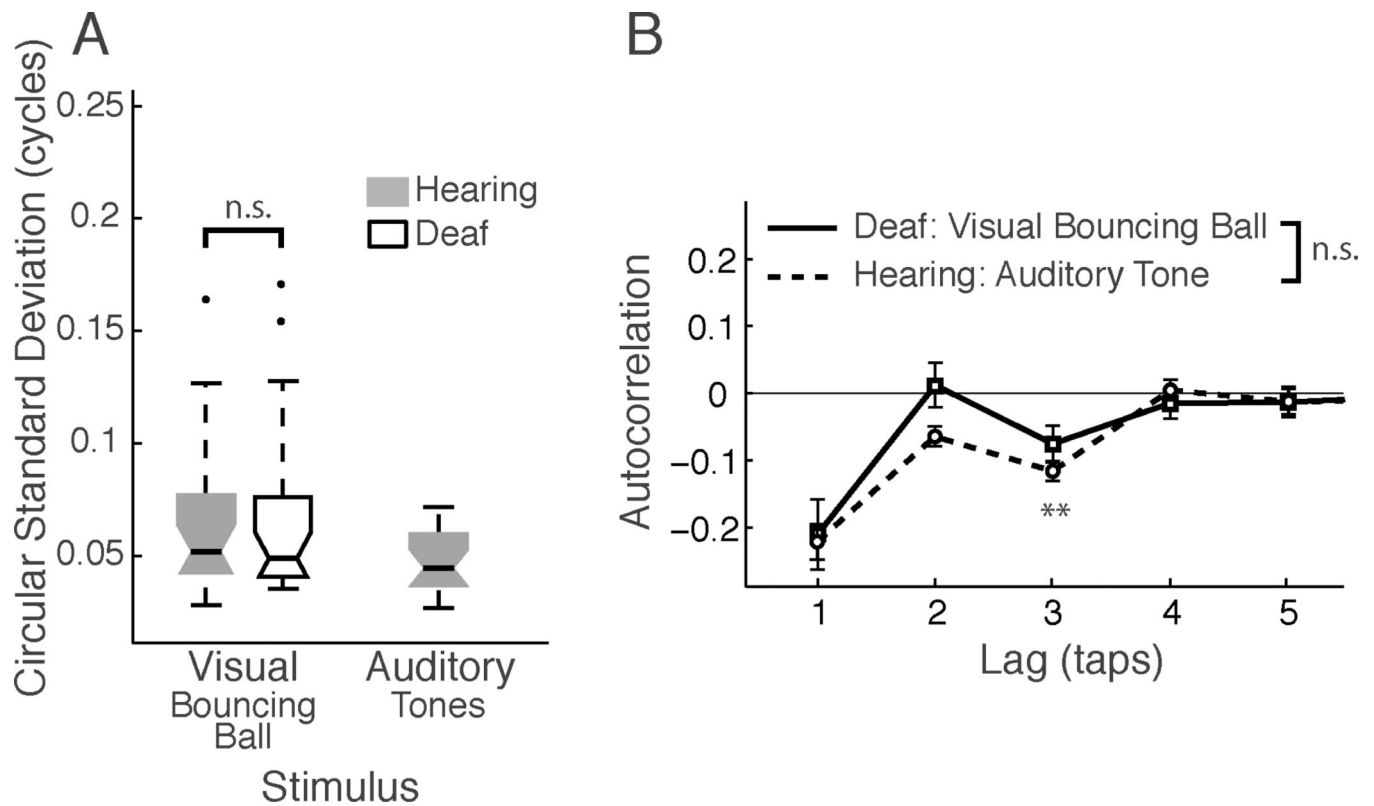 A
Circular Standard Deviation (cycles)
0.25
0.2
0.15
0.1
0.05
n.s.
Hearing
Deaf
Visual
Bouncing
Ball
Auditory
Tones
Stimulus
B
Autocorrelation
0.2
0.1
0
−0.1
−0.2
Deaf: Visual Bouncing Ball
Hearing: Auditory Tone
n.s.
**
1 2 3 4 5
Lag (taps)